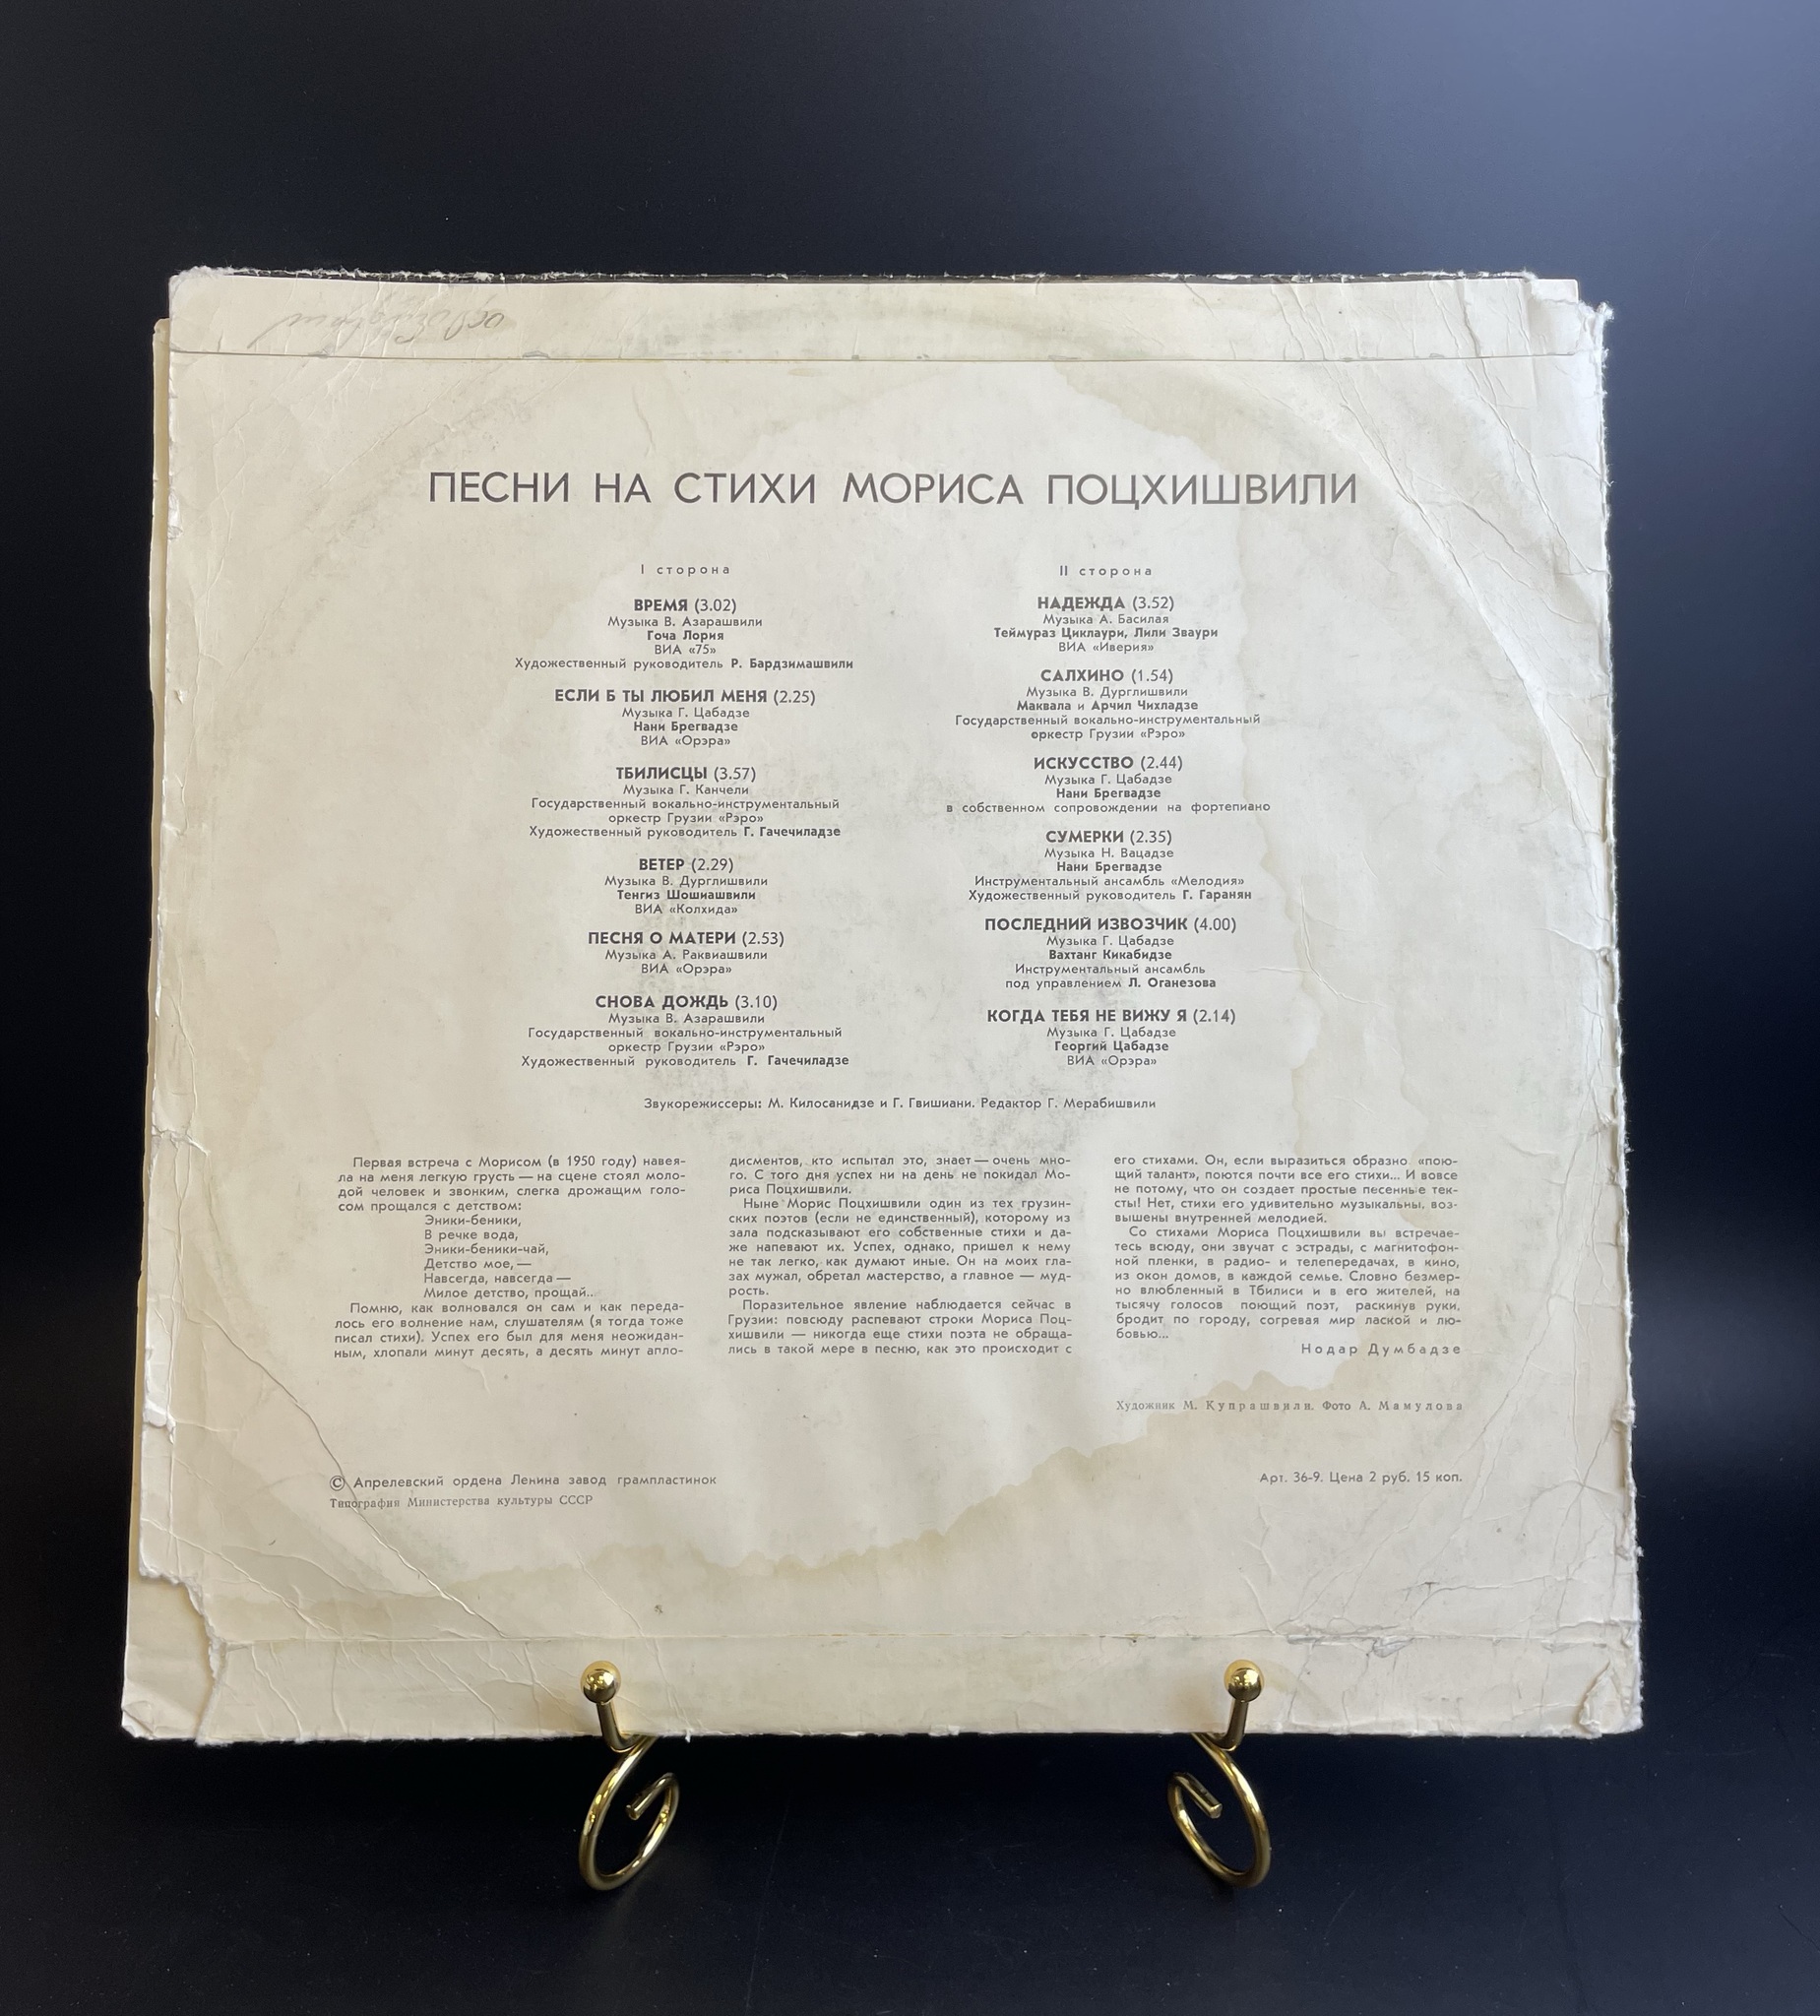 ПЕСНИ НА СТИХИ МОРИСА ПОЦХИШВИЛИ
I сторона
ВРЕМЯ (3.02)
Музыка В. Азарашвили
Гоча Лория
ВИА «75»
Художественный руководитель Р. Бардзимашвили
ЕСЛИ Б ТЫ ЛЮБИЛ МЕНЯ (2.25)
Музыка Г. Цабадзе
Нани Брегвадзе
ВИА «Орэра»
ТБИЛИСЦЫ (3.57)
Музыка Г. Канчели
Государственный вокально-инструментальный
оркестр Грузии «Рэро»
Художественный руководитель Г. Гачечиладзе
ВЕТЕР (2.29)
Музыка В. Дурглишвили
Тенгиз Шошиашвили
ВИА «Колхида»
ПЕСНЯ О МАТЕРИ (2.53)
Музыка А. Раквиашвили
ВИА «Орэра»
СНОВА ДОЖДЬ (3.10)
Музыка В. Азарашвили
Государственный вокально-инструментальный
оркестр Грузии «Рэро»
Художественный руководитель Г. Гачечиладзе
II сторона
НАДЕЖДА (3.52)
Музыка А. Басилая
Теймураз Циклаури, Лили Зваури
ВИА «Иверия»
САЛХИНО (1.54)
Музыка В. Дурглишвили
Маквала и Арчил Чихладзе
Государственный вокально-инструментальный
оркестр Грузии «Рэро»
ИСКУССТВО (2.44)
Музыка Г. Цабадзе
Нани Брегвадзе
в собственном сопровождении на фортепиано
СУМЕРКИ (2.35)
Музыка Н. Вацадзе
Нани Брегвадзе
Инструментальный ансамбль «Мелодия»
Художественный руководитель Г. Гаранян
ПОСЛЕДНИЙ ИЗВОЗЧИК (4.00)
Музыка Г. Цабадзе
Вахтанг Кикабидзе
Инструментальный ансамбль
под управлением Л. Оганезова
КОГДА ТЕБЯ НЕ ВИЖУ Я (2.14)
Музыка Г. Цабадзе
Георгий Цабадзе
ВИА «Орэра»
Звукорежиссеры: М. Килосанидзе и Г. Гвишиани. Редактор Г. Мерабишвили
Первая встреча с Морисом (в 1950 году) навея-
ла на меня легкую грусть — на сцене стоял моло-
дой человек и звонким, слегка дрожащим голо-
сом прощался с детством:
Эники-беники,
В речке вода,
Эники-беники-чай,
Детство мое, —
Навсегда, навсегда —
Милое детство, прощай...
Помню, как волновался он сам и как переда-
лось его волнение нам, слушателям (я тогда тоже
писал стихи). Успех его был для меня неожидан-
ным, хлопали минут десять, а десять минут апло-
дисментов, кто испытал это, знает — очень мно-
го. С того дня успех ни на день не покидал Мо-
риса Поцхишвили.
Ныне Морис Поцхишвили один из тех грузин-
ских поэтов (если не единственный), которому из
зала подсказывают его собственные стихи и да-
же напевают их. Успех, однако, пришел к нему
не так легко, как думают иные. Он на моих гла-
зах мужал, обретал мастерство, а главное — муд-
рость.
Поразительное явление наблюдается сейчас в
Грузии: повсюду распевают строки Мориса Поц-
хишвили — никогда еще стихи поэта не обраща-
лись в такой мере в песню, как это происходит с
его стихами. Он, если выразиться образно «пою-
щий талант», поются почти все его стихи... И вовсе
не потому, что он создает простые песенные тек-
сты! Нет, стихи его удивительно музыкальны, воз-
вышены внутренней мелодией.
Со стихами Мориса Поцхишвили вы встречае-
тесь всюду, они звучат с эстрады, с магнитофон-
ной пленки, в радио- и телепередачах, в кино,
из окон домов, в каждой семье. Словно безмер-
но влюбленный в Тбилиси и в его жителей, на
тысячу голосов поющий поэт, раскинув руки,
бродит по городу, согревая мир лаской и лю-
бовью...
Нодар Думбадзе
Художник М. Купрашвили. Фото А. Мамулова
© Апрелевский ордена Ленина завод грампластинок
Типография Министерства культуры СССР
Арт. 36-9. Цена 2 руб. 15 коп.